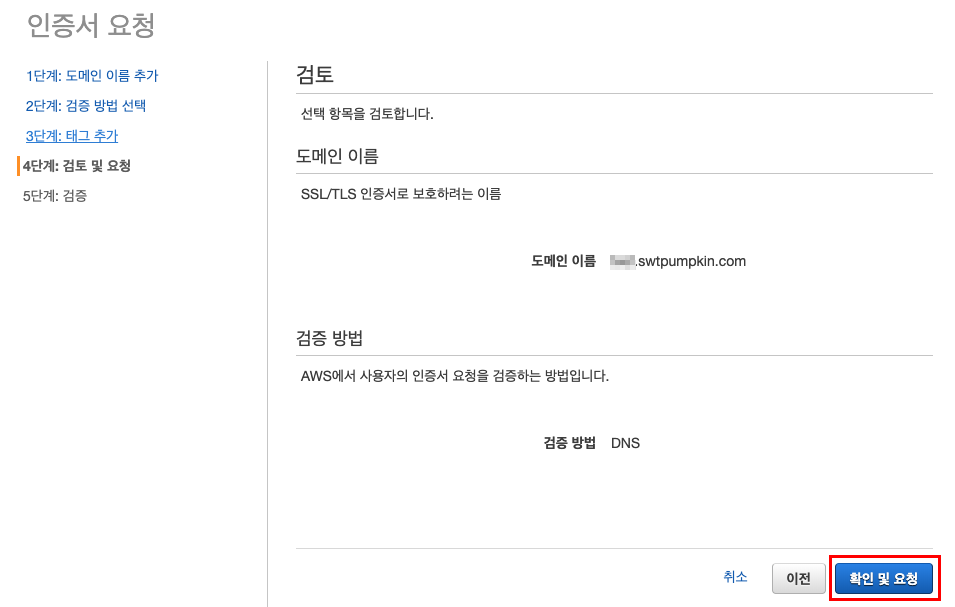 인증서 요청
1단계: 도메인 이름 추가
2단계: 검증 방법 선택
3단계: 태그 추가
4단계: 검토 및 요청
5단계: 검증
검토
선택 항목을 검토합니다.
도메인 이름
SSL/TLS 인증서로 보호하려는 이름
도메인 이름 .swtpumpkin.com
검증 방법
AWS에서 사용자의 인증서 요청을 검증하는 방법입니다.
검증 방법 DNS
취소 이전 확인 및 요청